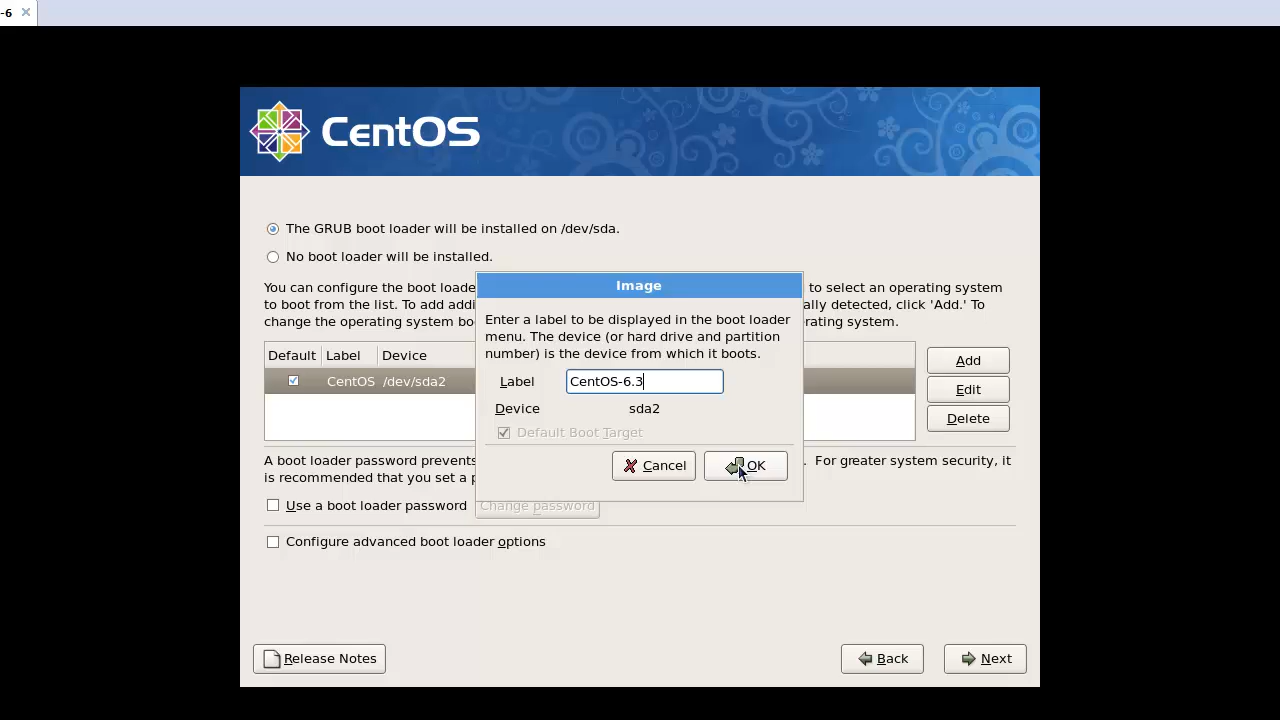 -6
CentOS
The GRUB boot loader will be installed on /dev/sda.
No boot loader will be installed.
You can configure the boot loade
to select an operating system
to boot from the list. To add addi
ally detected, click 'Add.' To
change the operating system bo
rating system.
Default Label Device
CentOS /dev/sda2
Add
Edit
Delete
Image
Enter a label to be displayed in the boot loader
menu. The device (or hard drive and partition
number) is the device from which it boots.
Label CentOS-6.3
Device sda2
Default Boot Target
Cancel OK
A boot loader password prevents
. For greater system security, it
is recommended that you set a p
Use a boot loader password Change password
Configure advanced boot loader options
Release Notes Back Next